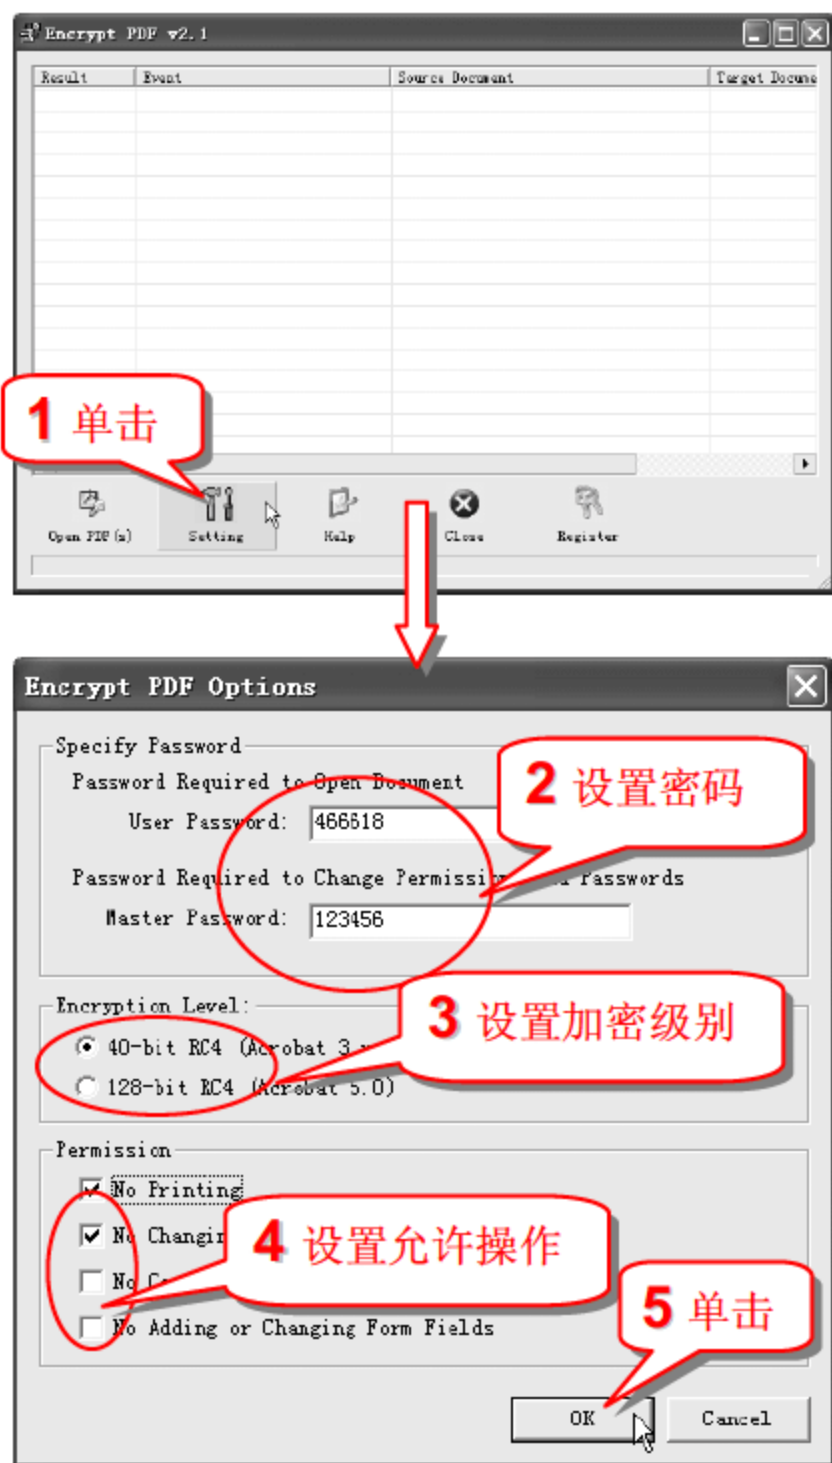 Encrypt PDF v2.1
Result Event Source Document Target Docume
1 单击
Open PDF(s) Setting Help Close Register
Encrypt PDF Options
Specify Password
Password Required to Open Document
2 设置密码
User Password: 466618
Password Required to Change Permission Passwords
Master Password: 123456
Encryption Level:
3 设置加密级别
40-bit RC4 (Acrobat 3
128-bit RC4 (Acrobat 5.0)
Permission
No Printing
No Changin
4 设置允许操作
No
No Adding or Changing Form Fields
5 单击
OK Cancel